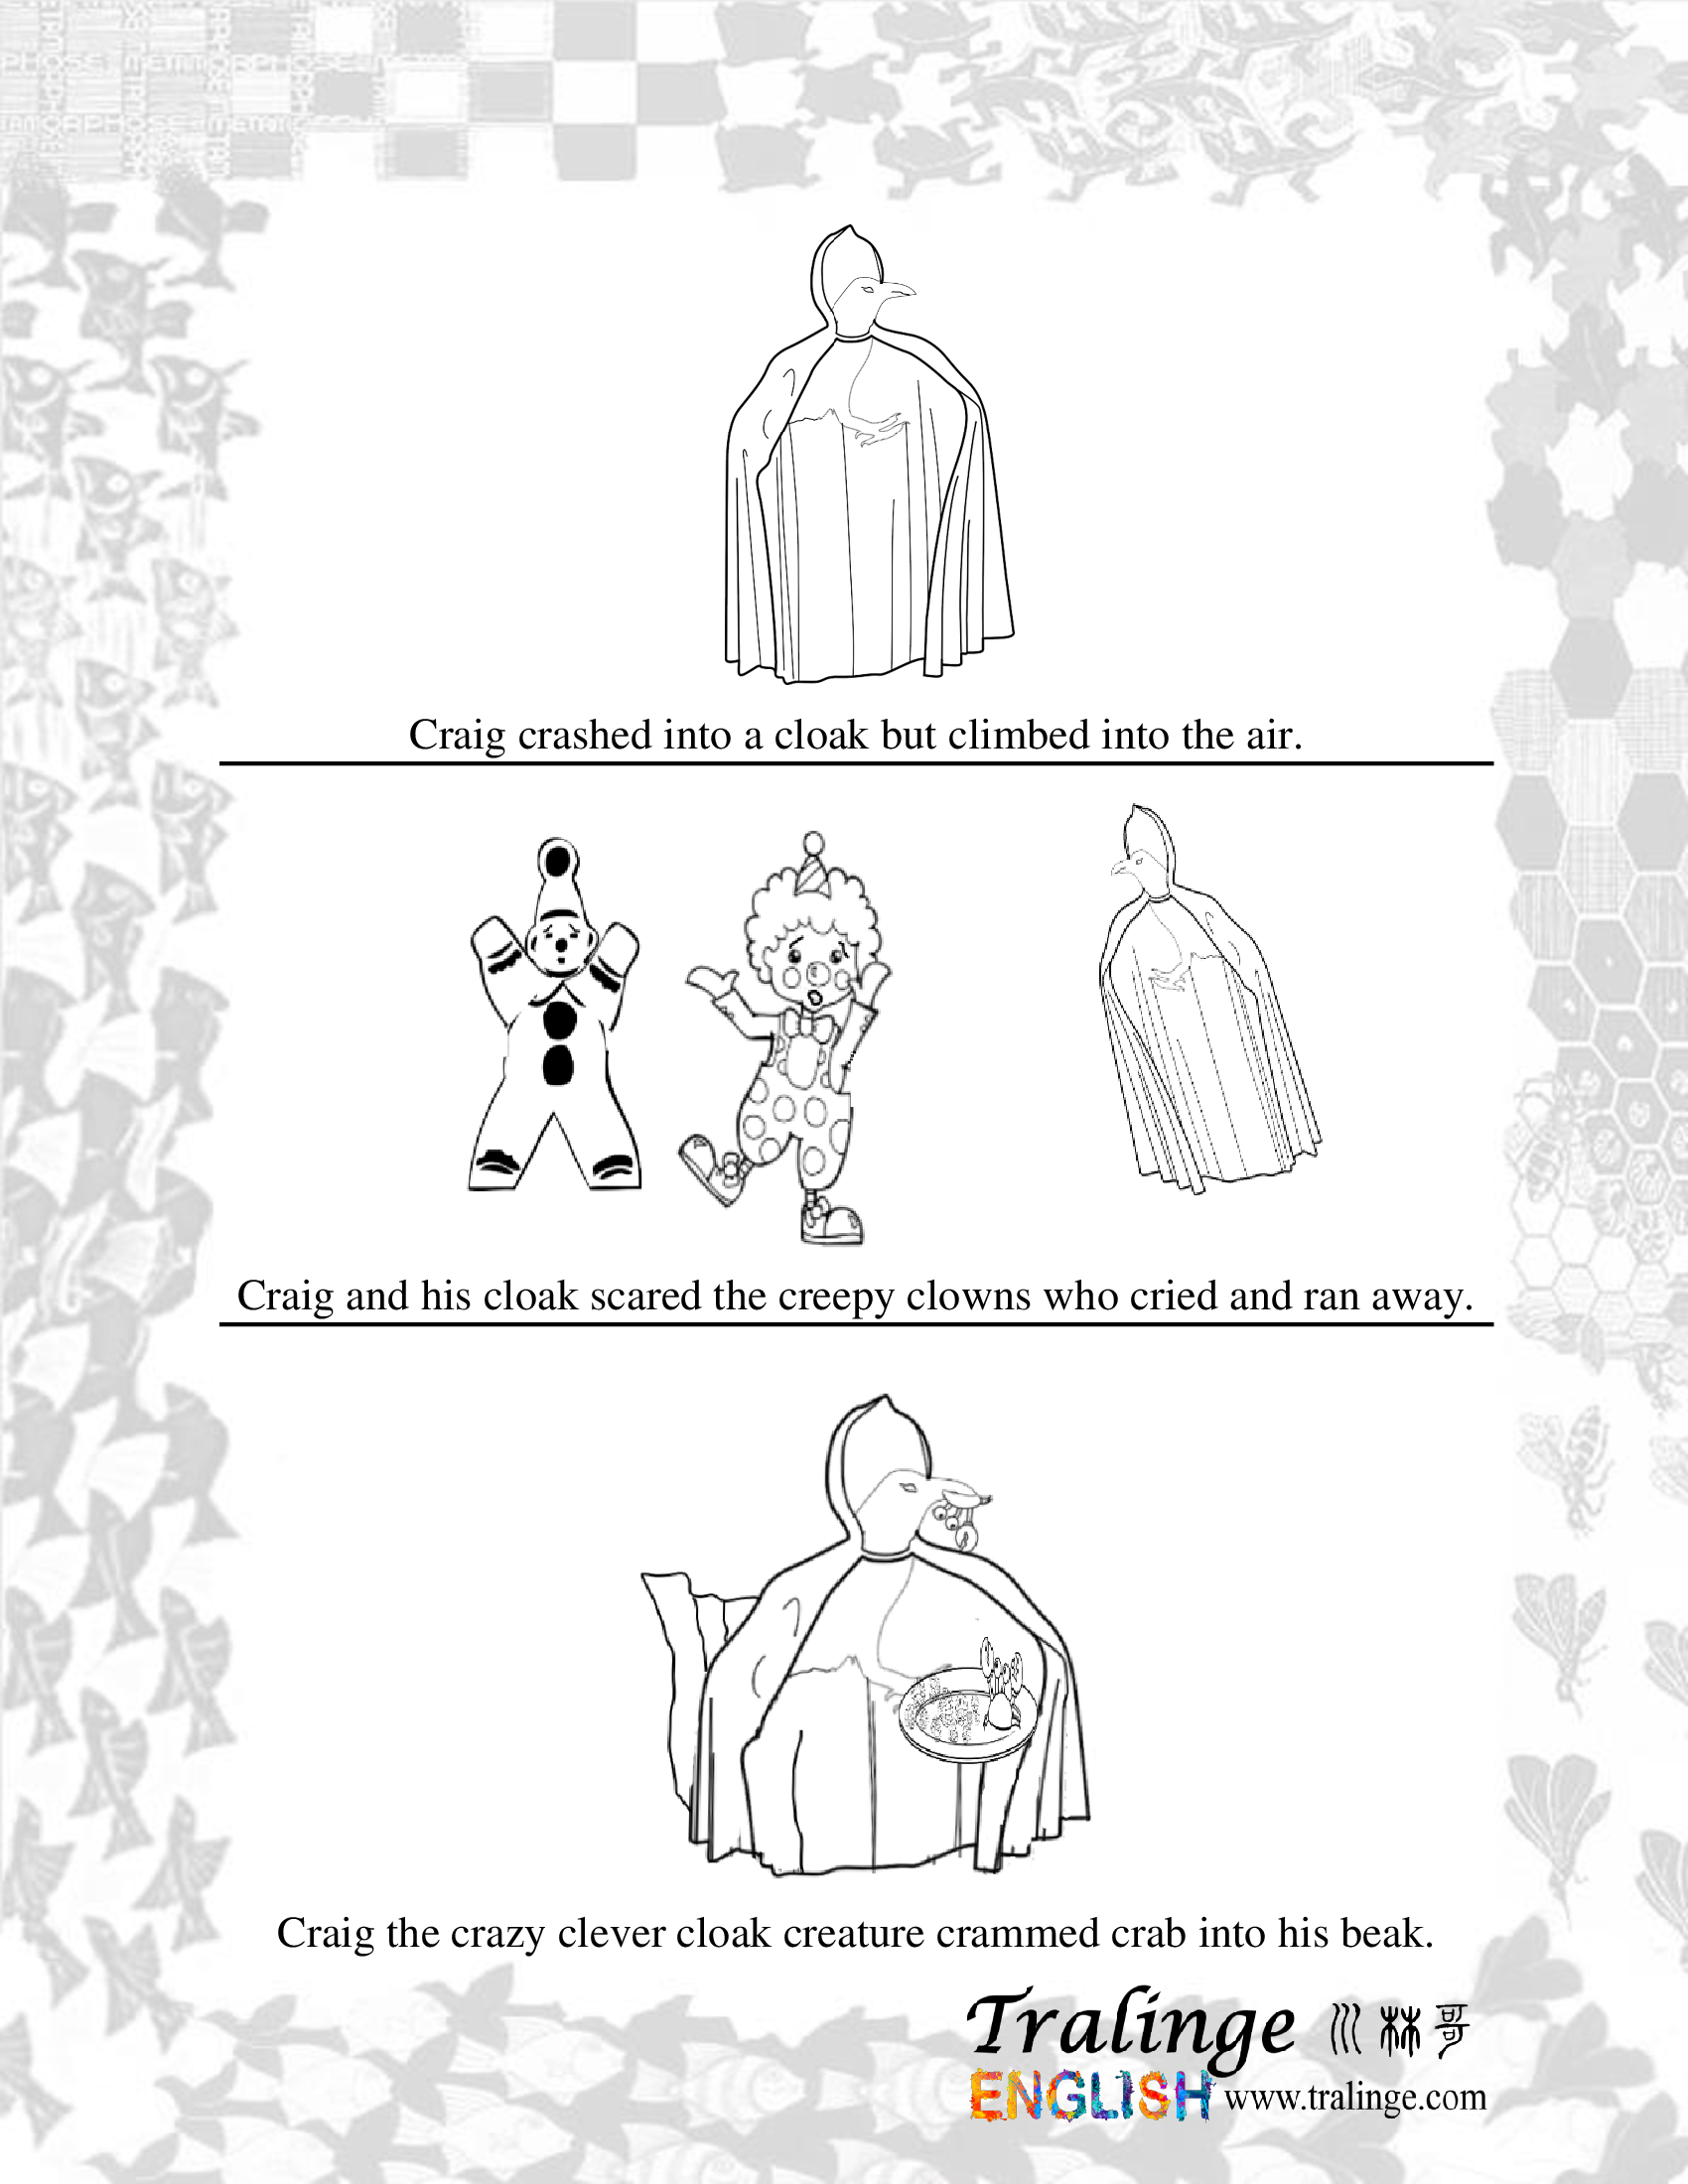 Craig crashed into a cloak but climbed into the air.
Craig and his cloak scared the creepy clowns who cried and ran away.
Craig the crazy clever cloak creature crammed crab into his beak.
Tralinge 川林哥
ENGLISH www.tralinge.com